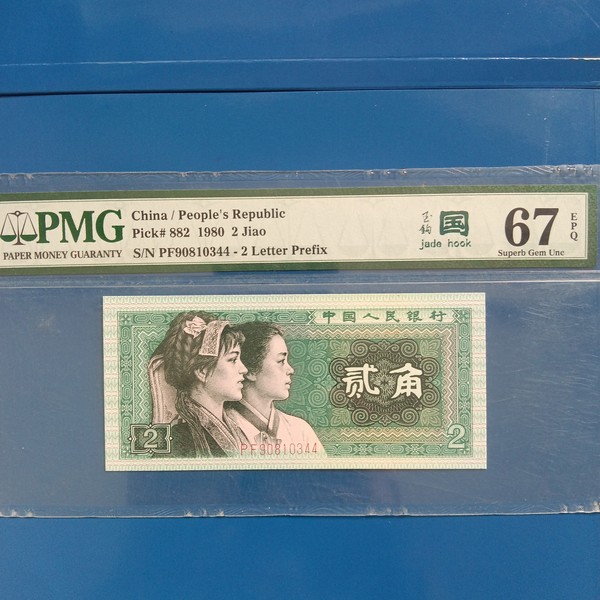 PMG
PAPER MONEY GUARANTY
China / People's Republic
Pick# 882 1980 2 Jiao
S/N PF90810344 - 2 Letter Prefix
玉钩 国
jade hook
67 EPQ
Superb Gem Unc
中国人民银行
贰角
2
2
PF90810344